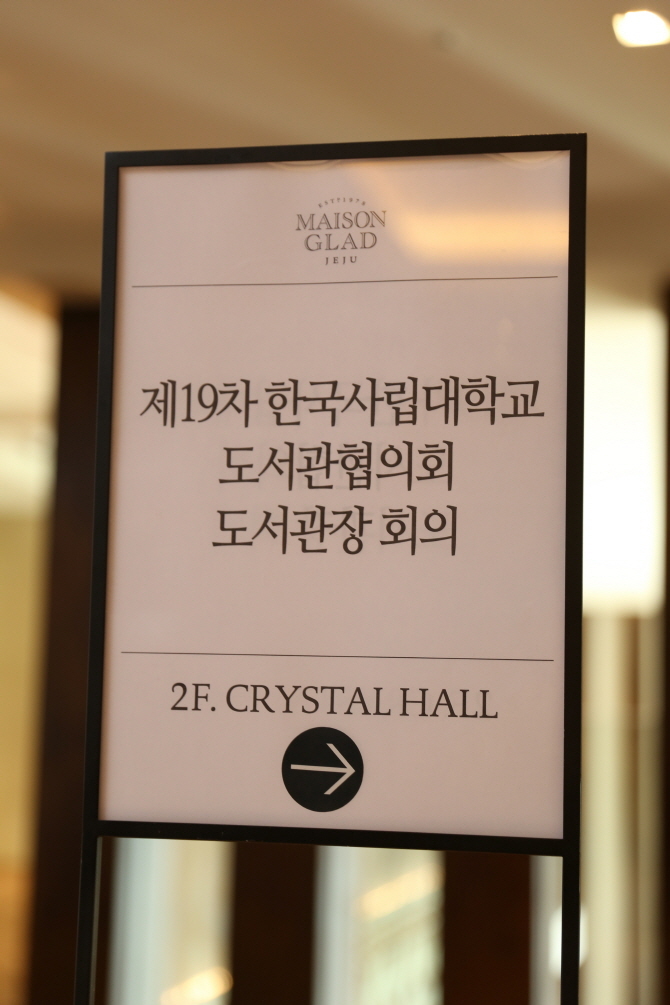 ESTD1978
MAISON
GLAD
JEJU
제19차 한국사립대학교
도서관협의회
도서관장 회의
2F. CRYSTAL HALL